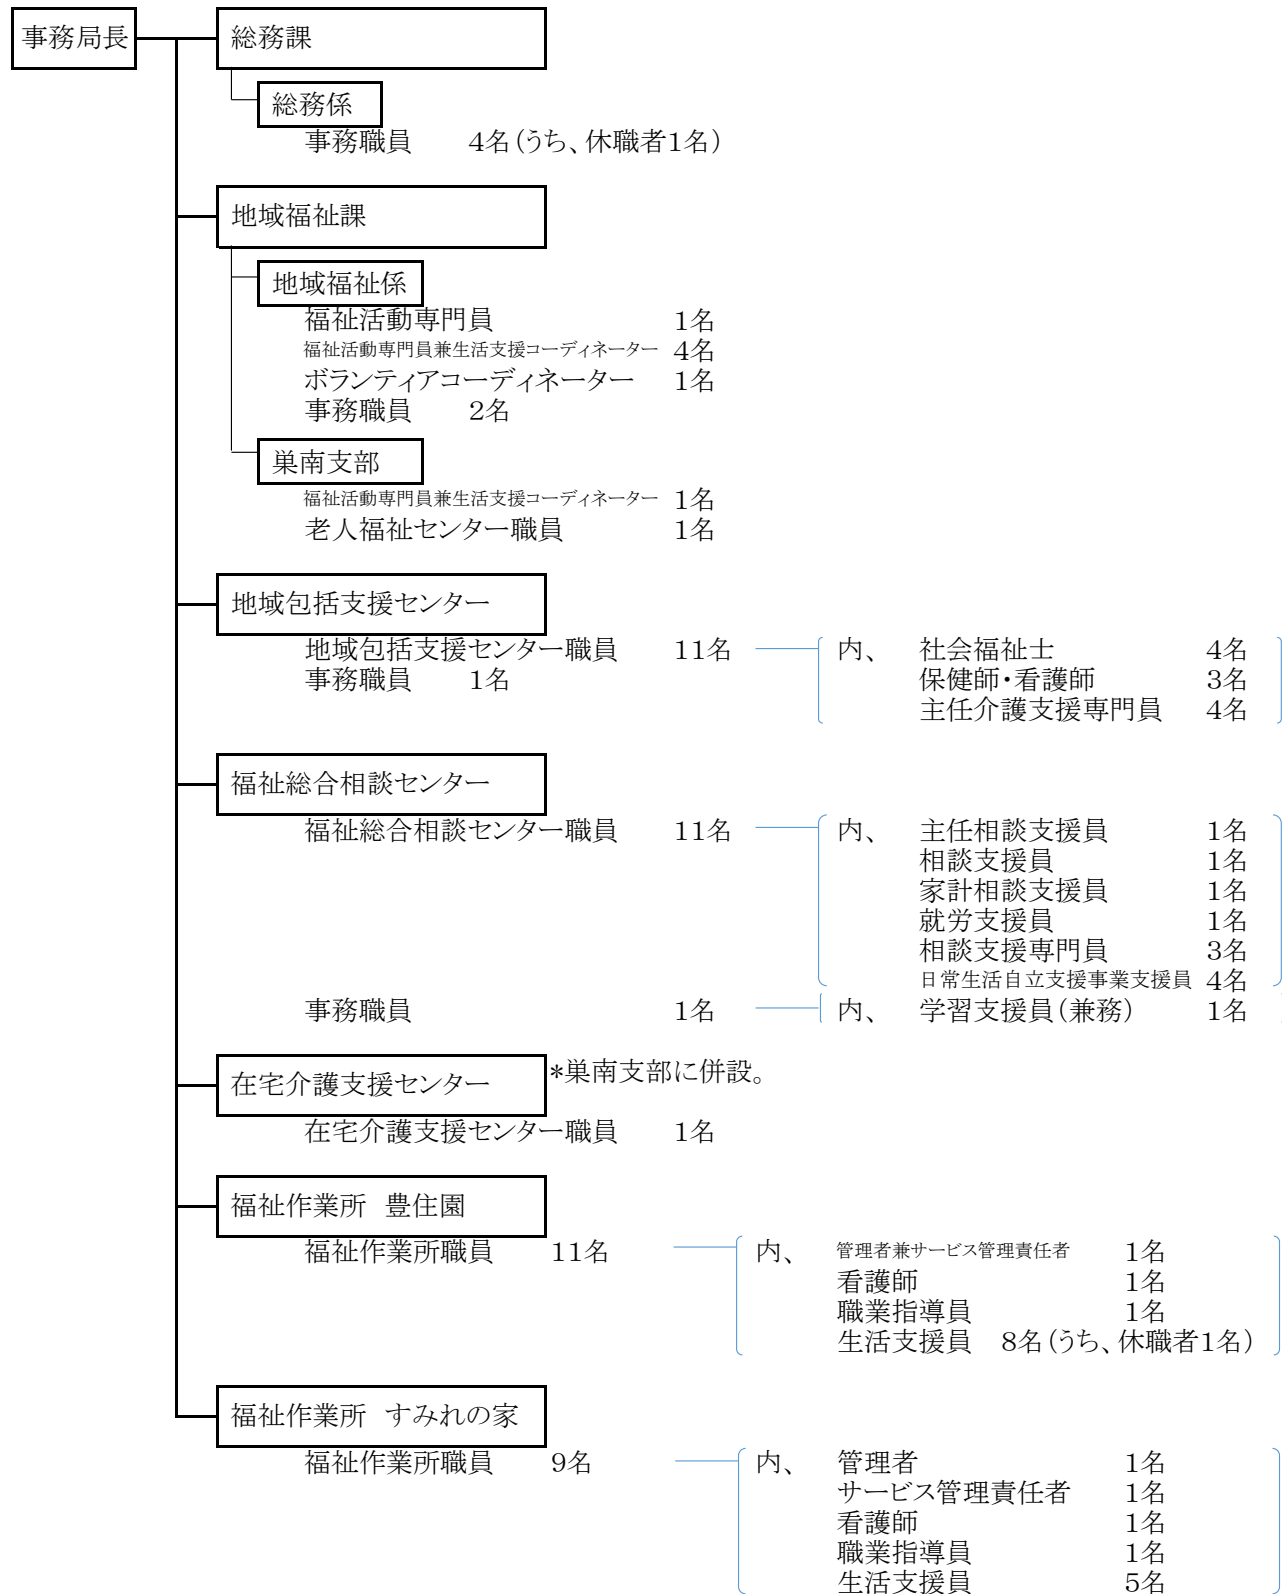 事務局長
総務課
総務係
事務職員 4名(うち、休職者1名)
地域福祉課
地域福祉係
福祉活動専門員 1名
福祉活動専門員兼生活支援コーディネーター 4名
ボランティアコーディネーター 1名
事務職員 2名
巣南支部
福祉活動専門員兼生活支援コーディネーター 1名
老人福祉センター職員 1名
地域包括支援センター
地域包括支援センター職員 11名 内、 社会福祉士 4名
事務職員 1名 保健師・看護師 3名
主任介護支援専門員 4名
福祉総合相談センター
福祉総合相談センター職員 11名 内、 主任相談支援員 1名
相談支援員 1名
家計相談支援員 1名
就労支援員 1名
相談支援専門員 3名
日常生活自立支援事業支援員 4名
事務職員 1名 内、 学習支援員(兼務) 1名
在宅介護支援センター *巣南支部に併設。
在宅介護支援センター職員 1名
福祉作業所 豊住園
福祉作業所職員 11名 内、 管理者兼サービス管理責任者 1名
看護師 1名
職業指導員 1名
生活支援員 8名(うち、休職者1名)
福祉作業所 すみれの家
福祉作業所職員 9名 内、 管理者 1名
サービス管理責任者 1名
看護師 1名
職業指導員 1名
生活支援員 5名